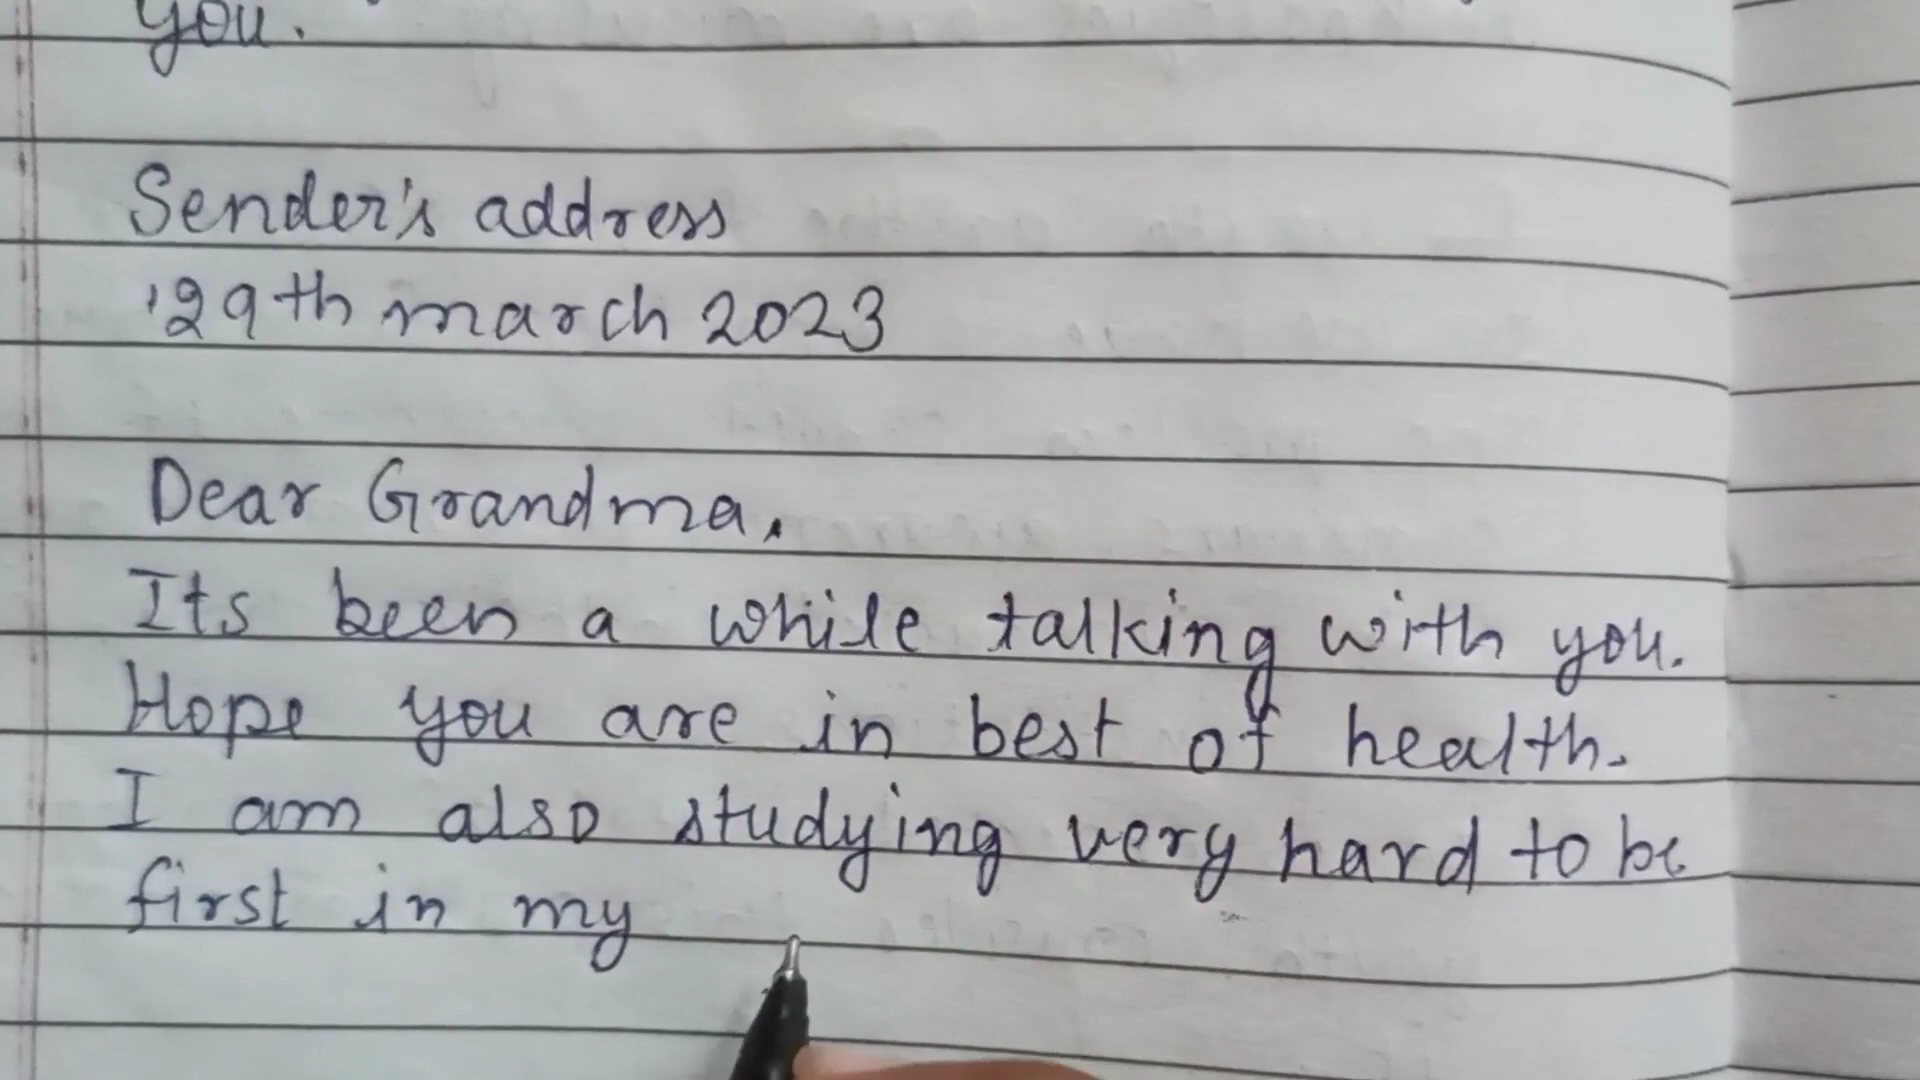 you.
Sender's address
29th march 2023
Dear Grandma,
Its been a while talking with you.
Hope you are in best of health.
I am also studying very hard to be
first in my